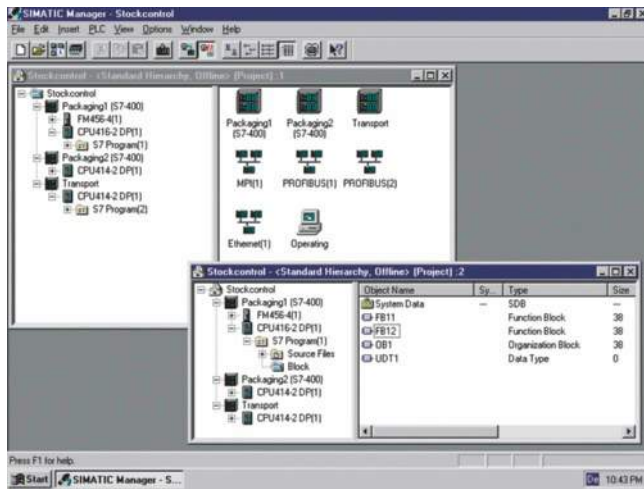 SIMATIC Manager - Stockcontrol
File Edit Insert PLC View Options Window Help
Stockcontrol - <Standard Hierarchy, Offline> (Project) :1
Stockcontrol
Packaging1 (S7-400)
FM456-4(1)
CPU416-2 DP(1)
S7 Program(1)
Packaging2 (S7-400)
CPU414-2 DP(1)
Transport
CPU414-2 DP(1)
S7 Program(2)
Packaging1 Packaging2 Transport
(S7-400) (S7-400)
MPI(1) PROFIBUS(1) PROFIBUS(2)
Ethernet(1) Operating
Stockcontrol - <Standard Hierarchy, Offline> (Project) :2
Stockcontrol
Packaging1 (S7-400)
FM456-4(1)
CPU416-2 DP(1)
S7 Program(1)
Source Files
Block
Packaging2 (S7-400)
CPU414-2 DP(1)
Transport
CPU414-2 DP(1)
Object Name Sy... Type Size
System Data --- SDB ---
FB11 Function Block 38
FB12 Function Block 38
OB1 Organization Block 38
UDT1 Data Type 0
Press F1 for help.
Start SIMATIC Manager - S... De 10:43 PM